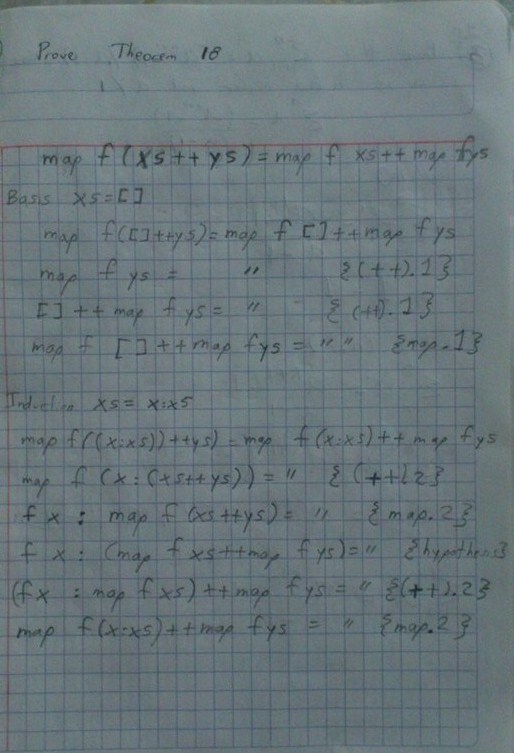 Prove Theorem 18
map f (xs ++ ys) = map f xs ++ map f ys
Basis xs = []
map f ([] ++ ys) = map f [] ++ map f ys
map f ys = " {(++).1}
[] ++ map f ys = " {(++).1}
map f [] ++ map f ys = " " {map.1}
Induction xs = x:xs
map f ((x:xs)) ++ ys) = map f (x:xs) ++ map f ys
map f (x : (xs ++ ys)) = " {(++).2}
f x : map f (xs ++ ys) = " {map.2}
f x : (map f xs ++ map f ys) = " {hypothesis}
(f x : map f xs) ++ map f ys = " {(++).2}
map f (x:xs) ++ map f ys = " {map.2}